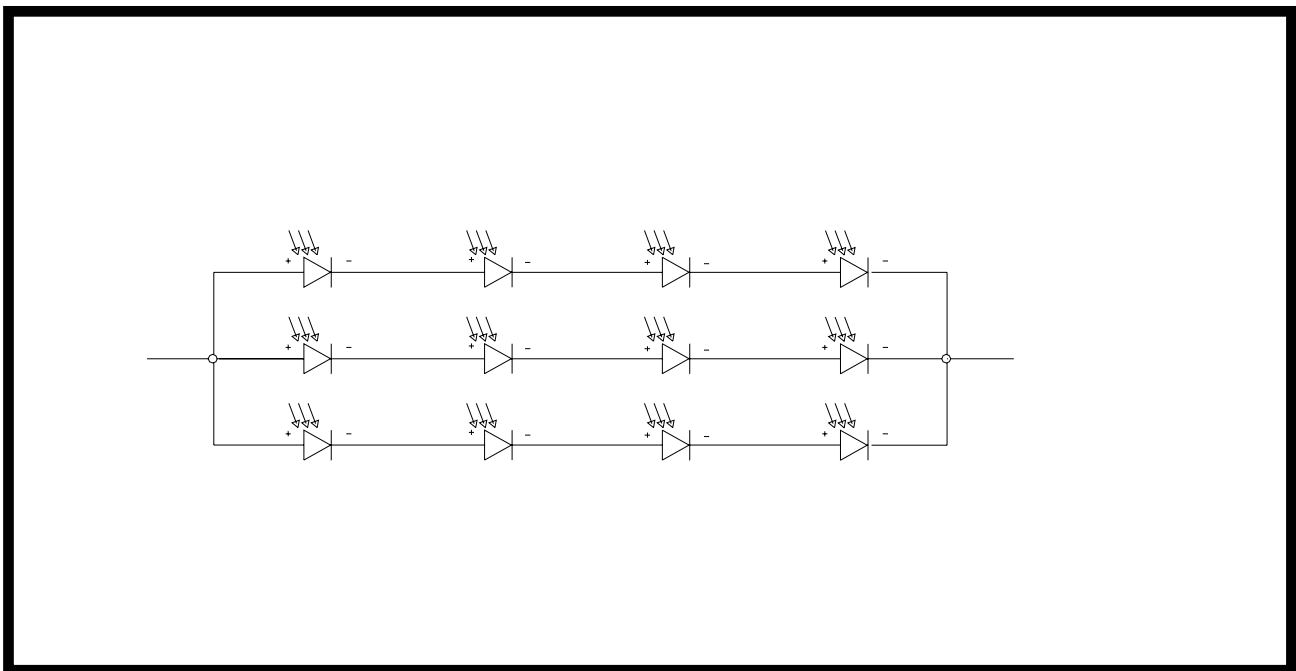 + - + - + - + -
+ - + - + - + -
+ - + - + - + -